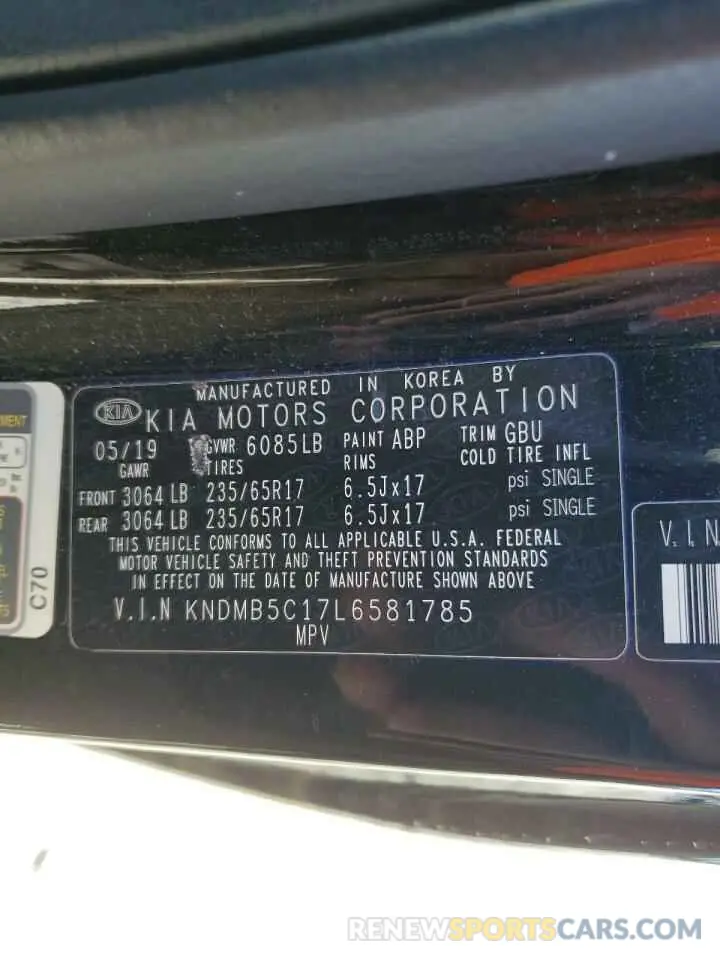 MANUFACTURED IN KOREA BY
KIA KIA MOTORS CORPORATION
05/19 GVWR 6085LB PAINT ABP TRIM GBU
GAWR TIRES RIMS COLD TIRE INFL
FRONT 3064 LB 235/65R17 6.5Jx17 psi SINGLE
REAR 3064 LB 235/65R17 6.5Jx17 psi SINGLE
THIS VEHICLE CONFORMS TO ALL APPLICABLE U.S.A. FEDERAL
MOTOR VEHICLE SAFETY AND THEFT PREVENTION STANDARDS
IN EFFECT ON THE DATE OF MANUFACTURE SHOWN ABOVE
V.I.N KNDMB5C17L6581785
MPV
C70
V.I.N
RENEWSPORTSCARS.COM